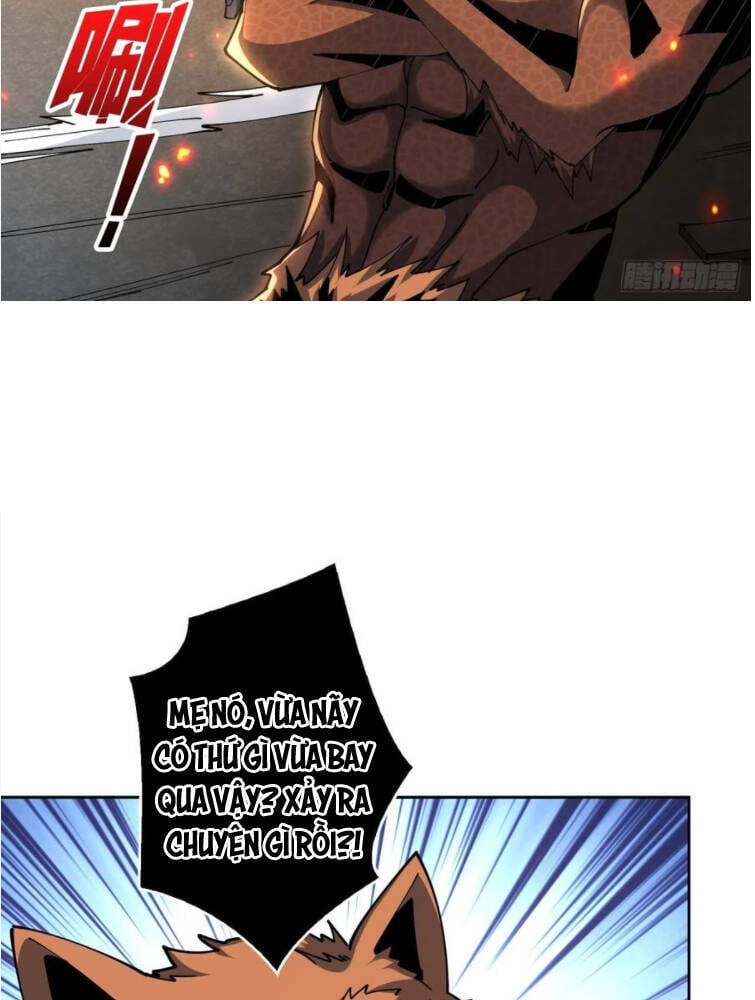 唰！
腾讯动漫
MẸ NÓ, VỪA NÃY
CÓ THỨ GÌ VỪA BAY
QUA VẬY? XẢY RA
CHUYỆN GÌ RỒI?!